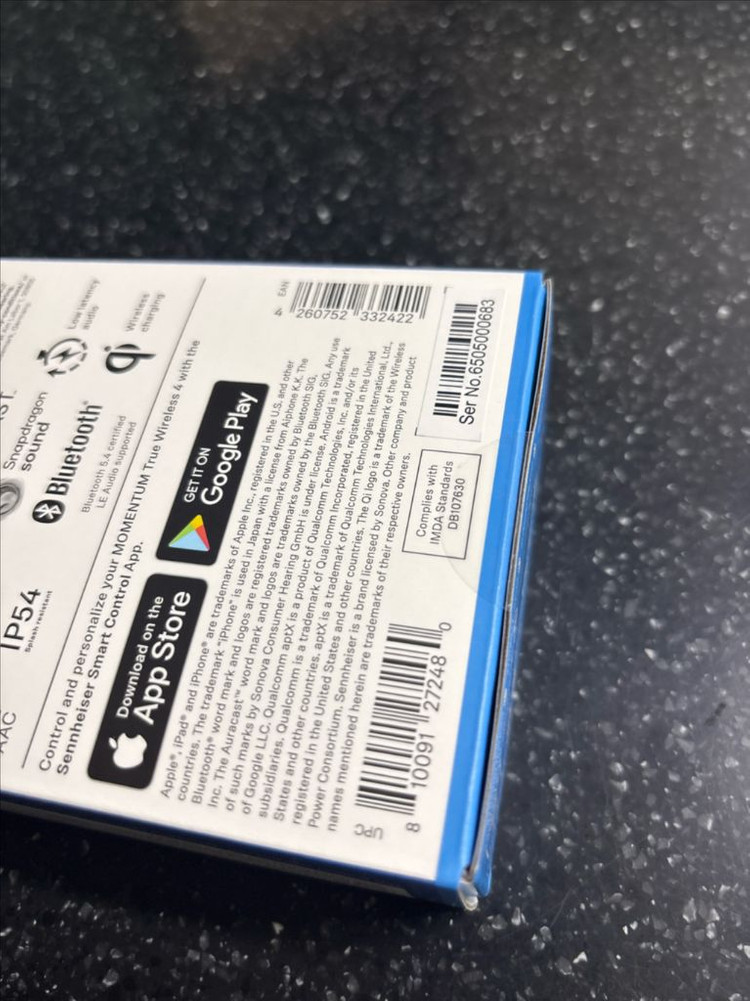 Low latency
audio
Wireless
charging
Snapdragon
sound
Bluetooth®
Bluetooth 5.4 certified
LE Audio supported
IP54
Splash resistant
AAC
Control and personalize your MOMENTUM True Wireless 4 with the
Sennheiser Smart Control App.
Download on the
App Store
GET IT ON
Google Play
Apple®, iPad® and iPhone® are trademarks of Apple Inc., registered in the U.S. and other
countries. The trademark "iPhone" is used in Japan with a license from Aiphone K.K. The
Bluetooth® word mark and logos are registered trademarks owned by Bluetooth SIG,
Inc. The Auracast™ word mark and logos are trademarks owned by the Bluetooth SIG. Any use
of such marks by Sonova Consumer Hearing GmbH is under license. Android is a trademark
of Google LLC. Qualcomm aptX is a product of Qualcomm Technologies, Inc. and/or its
subsidiaries. Qualcomm is a trademark of Qualcomm Incorporated, registered in the United
States and other countries. aptX is a trademark of Qualcomm Technologies International, Ltd.,
registered in the United States and other countries. The Qi logo is a trademark of the Wireless
Power Consortium. Sennheiser is a brand licensed by Sonova. Other company and product
names mentioned herein are trademarks of their respective owners.
EAN
4 260752 332422
Ser No.6505000683
Complies with
IMDA Standards
DB107630
UPC
8 10091 27248 0